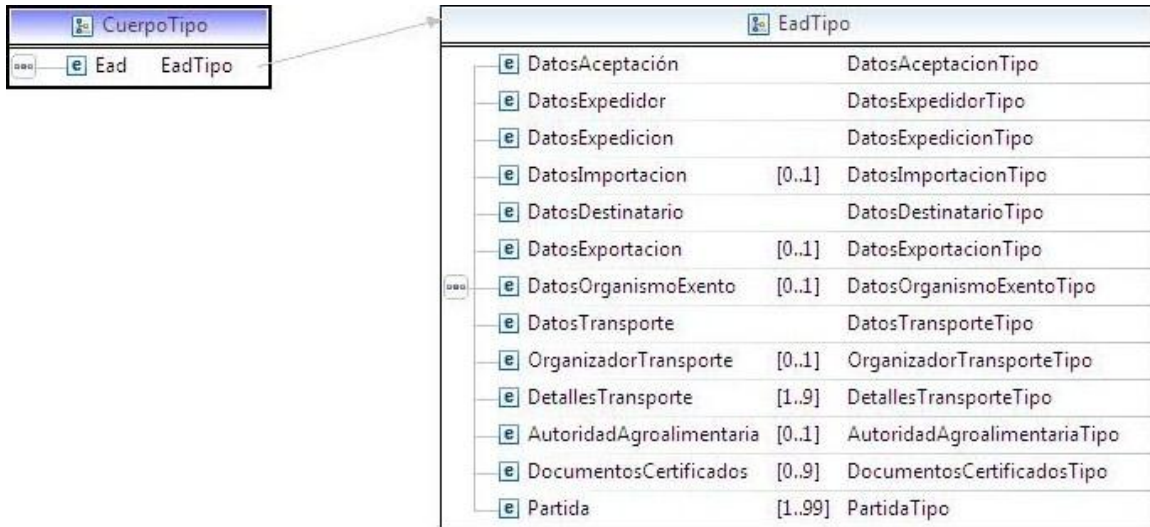 CuerpoTipo
Ead EadTipo
EadTipo
DatosAceptación DatosAceptacionTipo
DatosExpedidor DatosExpedidorTipo
DatosExpedicion DatosExpedicionTipo
DatosImportacion [0..1] DatosImportacionTipo
DatosDestinatario DatosDestinatarioTipo
DatosExportacion [0..1] DatosExportacionTipo
DatosOrganismoExento [0..1] DatosOrganismoExentoTipo
DatosTransporte DatosTransporteTipo
OrganizadorTransporte [0..1] OrganizadorTransporteTipo
DetallesTransporte [1..9] DetallesTransporteTipo
AutoridadAgroalimentaria [0..1] AutoridadAgroalimentariaTipo
DocumentosCertificados [0..9] DocumentosCertificadosTipo
Partida [1..99] PartidaTipo